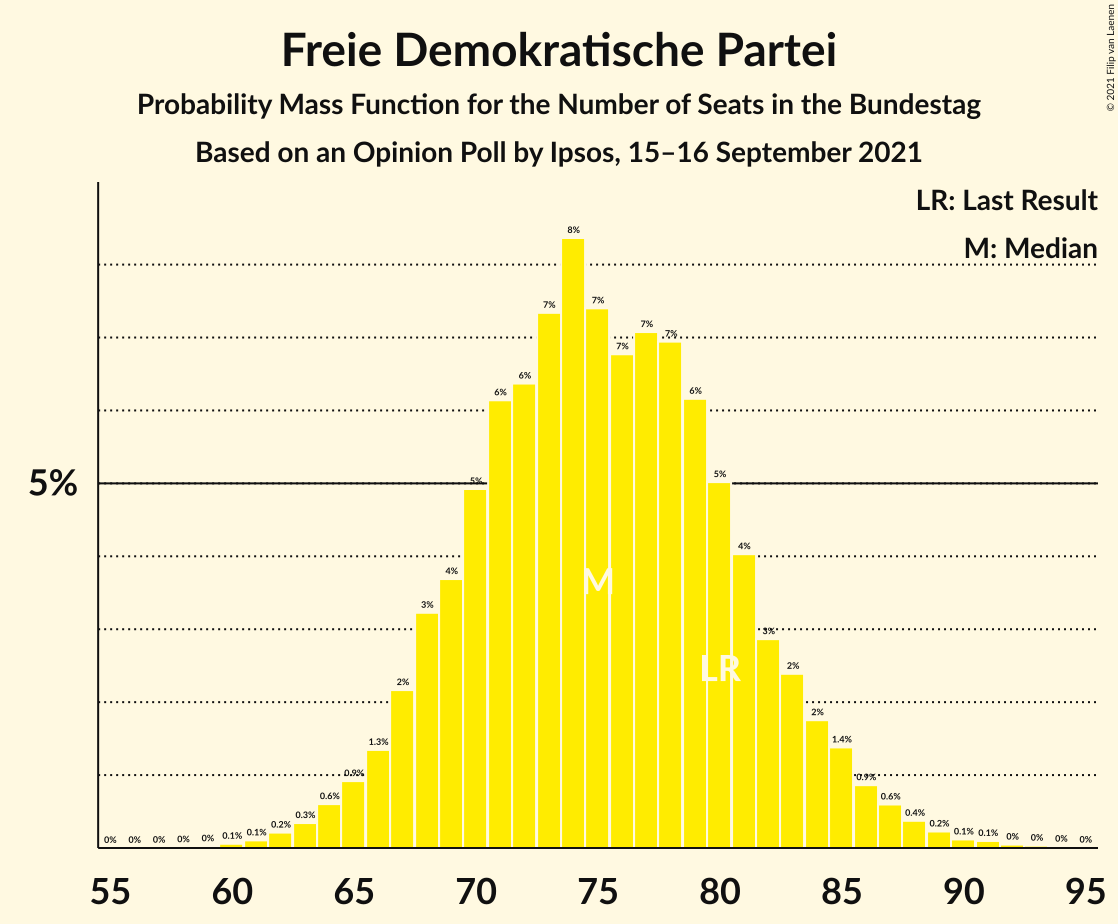 Freie Demokratische Partei
Probability Mass Function for the Number of Seats in the Bundestag
Based on an Opinion Poll by Ipsos, 15–16 September 2021
© 2021 Filip van Laenen
LR: Last Result
M: Median
5%
0% 0% 0% 0% 0% 0.1% 0.1% 0.2% 0.3% 0.6% 0.9% 1.3% 2% 3% 4% 5% 6% 6% 7% 8% 7% 7% 7% 7% 6% 5% 4% 3% 2% 2% 1.4% 0.9% 0.6% 0.4% 0.2% 0.1% 0.1% 0% 0% 0% 0%
M
LR
55 60 65 70 75 80 85 90 95